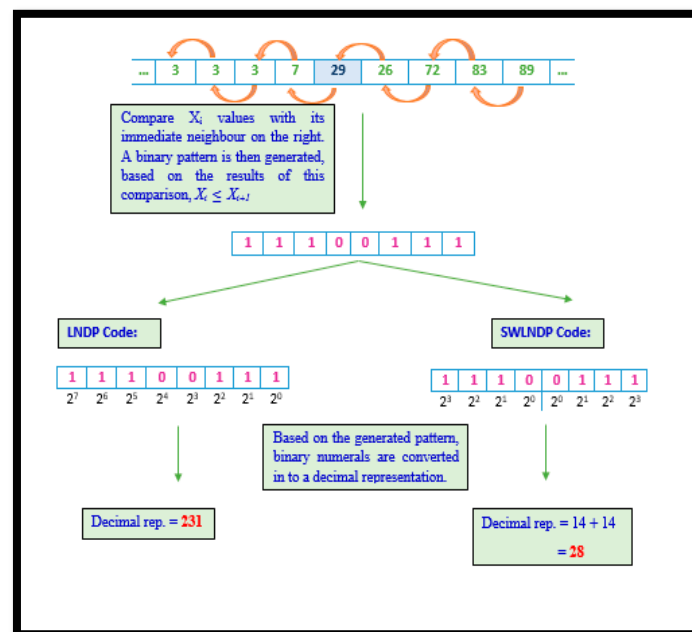 ... 3 3 3 7 29 26 72 83 89 ...
Compare Xᵢ values with its
immediate neighbour on the right.
A binary pattern is then generated,
based on the results of this
comparison, Xᵢ ≤ Xᵢ₊₁
1 1 1 0 0 1 1 1
LNDP Code:
SWLNDP Code:
1 1 1 0 0 1 1 1
2⁷ 2⁶ 2⁵ 2⁴ 2³ 2² 2¹ 2⁰
1 1 1 0 0 1 1 1
2³ 2² 2¹ 2⁰ 2⁰ 2¹ 2² 2³
Based on the generated pattern,
binary numerals are converted
in to a decimal representation.
Decimal rep. = 231
Decimal rep. = 14 + 14
= 28